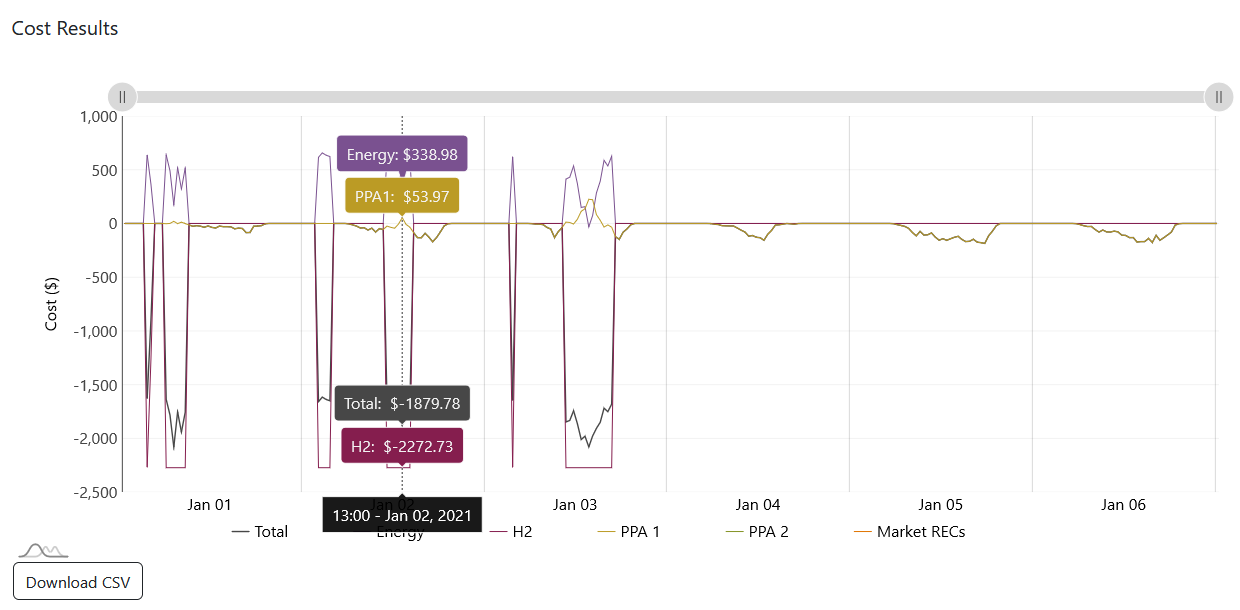 Cost Results
1,000
500
0
-500
-1,000
-1,500
-2,000
-2,500
Cost ($)
Energy: $338.98
PPA1: $53.97
Total: $-1879.78
H2: $-2272.73
Jan 01
Jan 02
Jan 03
Jan 04
Jan 05
Jan 06
13:00 - Jan 02, 2021
Total
Energy
H2
PPA 1
PPA 2
Market RECs
Download CSV